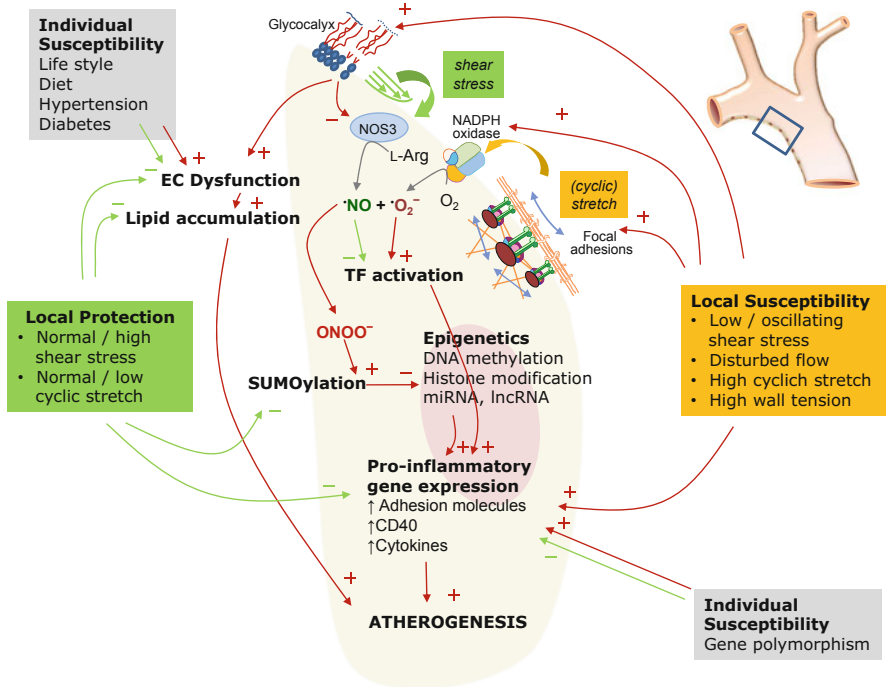 Individual
Susceptibility
Life style
Diet
Hypertension
Diabetes
Glycocalyx
+
shear
stress
−
NOS3
NADPH
oxidase
+
L-Arg
O₂
(cyclic)
stretch
+
Focal
adhesions
−
+
+
EC Dysfunction
−
+
Lipid accumulation
•NO + •O₂⁻
−
+
TF activation
Local Protection
• Normal / high
shear stress
• Normal / low
cyclic stretch
ONOO⁻
+
SUMOylation
−
−
Epigenetics
DNA methylation
Histone modification
miRNA, lncRNA
Local Susceptibility
• Low / oscillating
shear stress
• Disturbed flow
• High cyclich stretch
• High wall tension
++
Pro-inflammatory
gene expression
↑ Adhesion molecules
↑CD40
↑Cytokines
−
+
+
−
+
+
ATHEROGENESIS
Individual
Susceptibility
Gene polymorphism